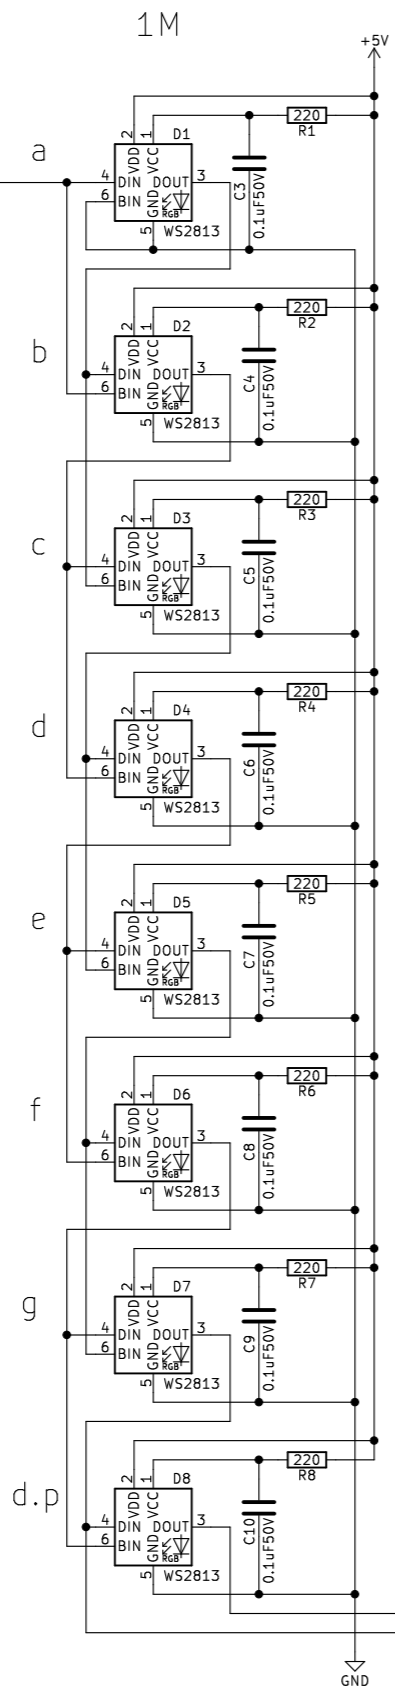 1M
+5V
220
R1
a
2 1 D1
VDD VCC
4 DIN DOUT 3
6 BIN
GND RGB
5 WS2813
C3
0.1uF50V
220
R2
b
2 1 D2
VDD VCC
4 DIN DOUT 3
6 BIN
GND RGB
5 WS2813
C4
0.1uF50V
220
R3
c
2 1 D3
VDD VCC
4 DIN DOUT 3
6 BIN
GND RGB
5 WS2813
C5
0.1uF50V
220
R4
d
2 1 D4
VDD VCC
4 DIN DOUT 3
6 BIN
GND RGB
5 WS2813
C6
0.1uF50V
220
R5
e
2 1 D5
VDD VCC
4 DIN DOUT 3
6 BIN
GND RGB
5 WS2813
C7
0.1uF50V
220
R6
f
2 1 D6
VDD VCC
4 DIN DOUT 3
6 BIN
GND RGB
5 WS2813
C8
0.1uF50V
220
R7
g
2 1 D7
VDD VCC
4 DIN DOUT 3
6 BIN
GND RGB
5 WS2813
C9
0.1uF50V
220
R8
d.p
2 1 D8
VDD VCC
4 DIN DOUT 3
6 BIN
GND RGB
5 WS2813
C10
0.1uF50V
GND